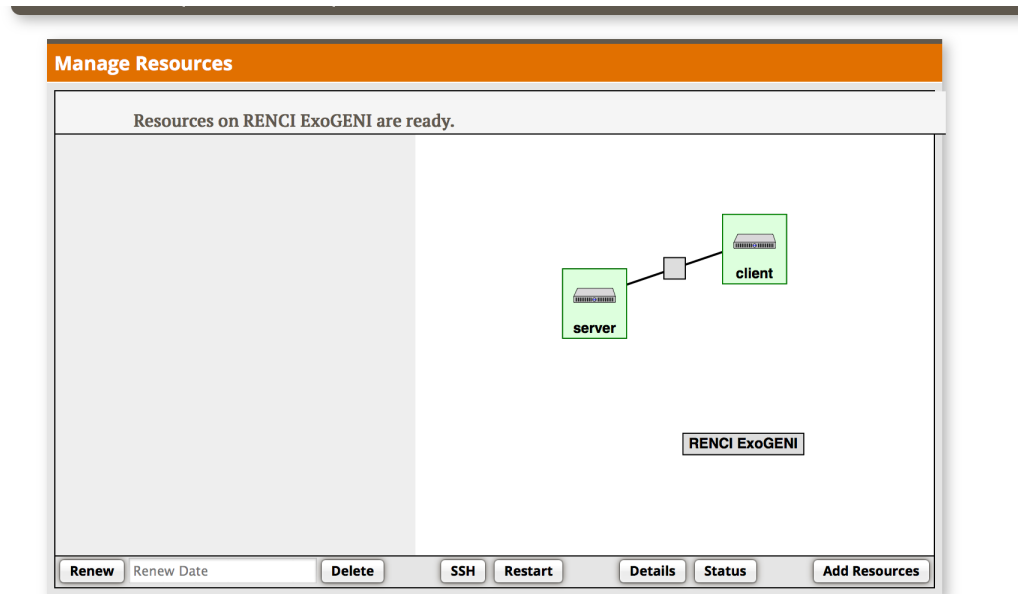 Manage Resources
Resources on RENCI ExoGENI are ready.
client
server
RENCI ExoGENI
Renew Renew Date Delete SSH Restart Details Status Add Resources